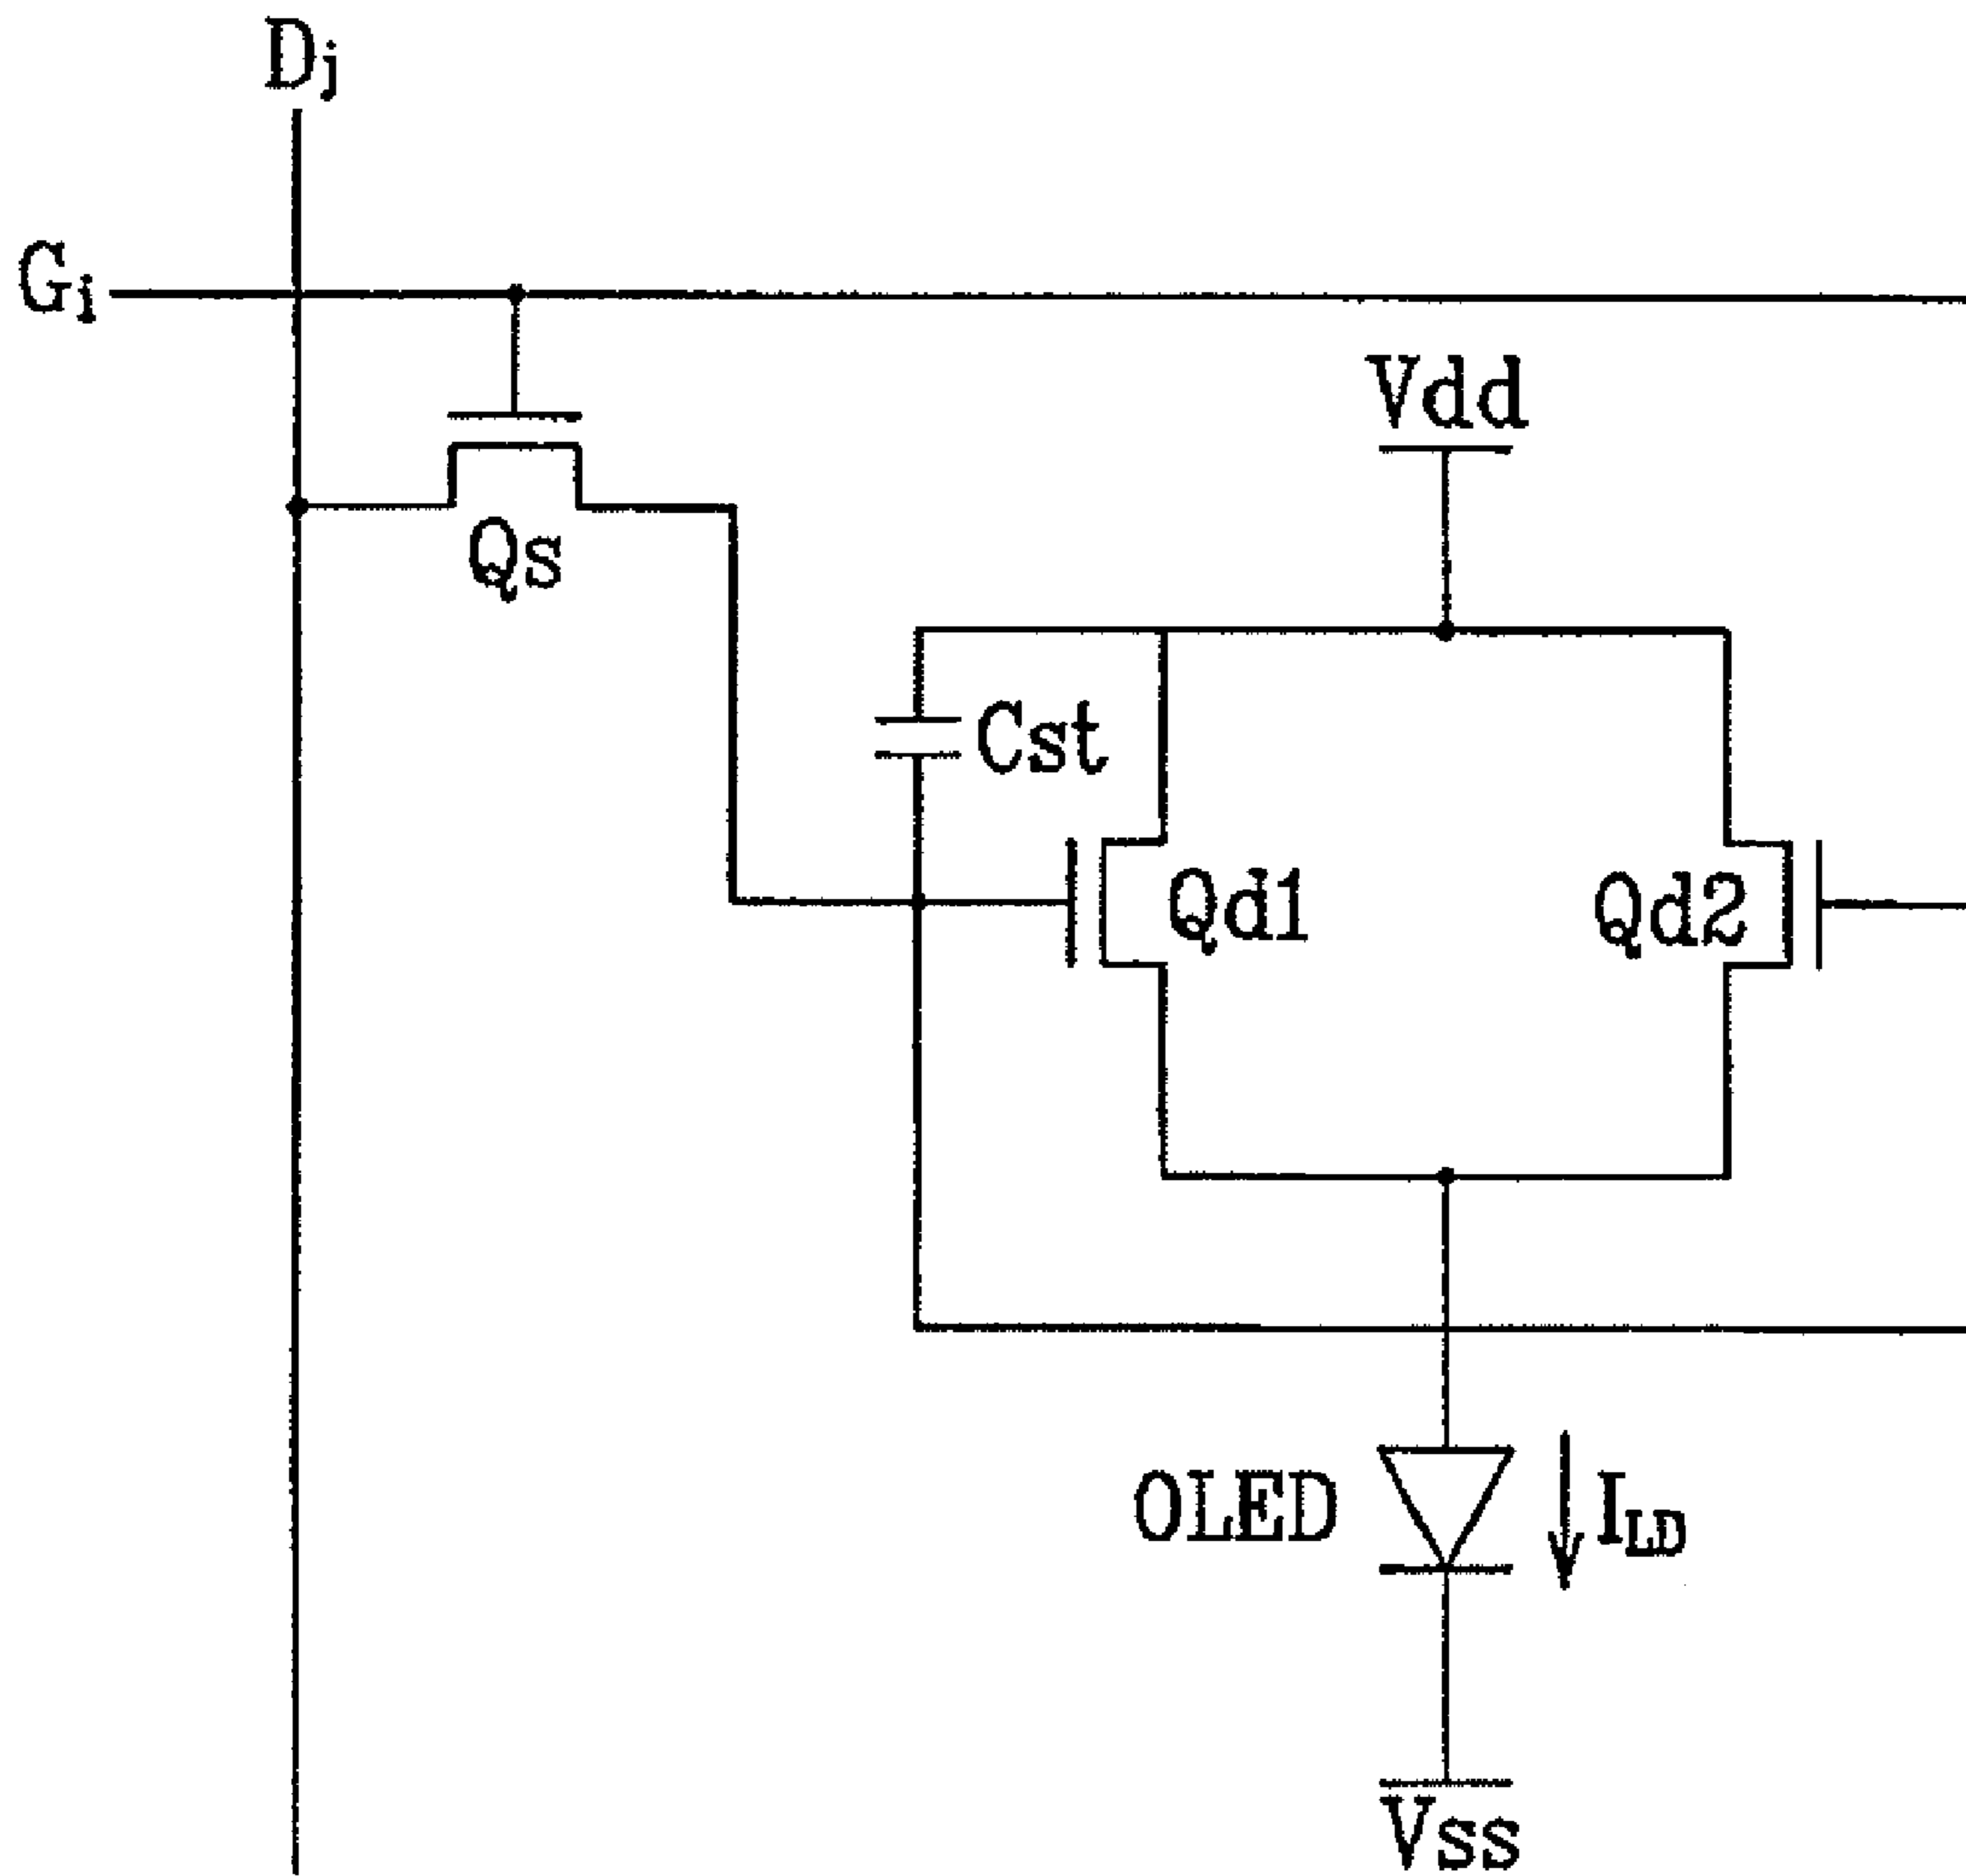 Dj
Gi
Vdd
Qs
Cst
Qd1
Qd2
OLED
ILD
Vss